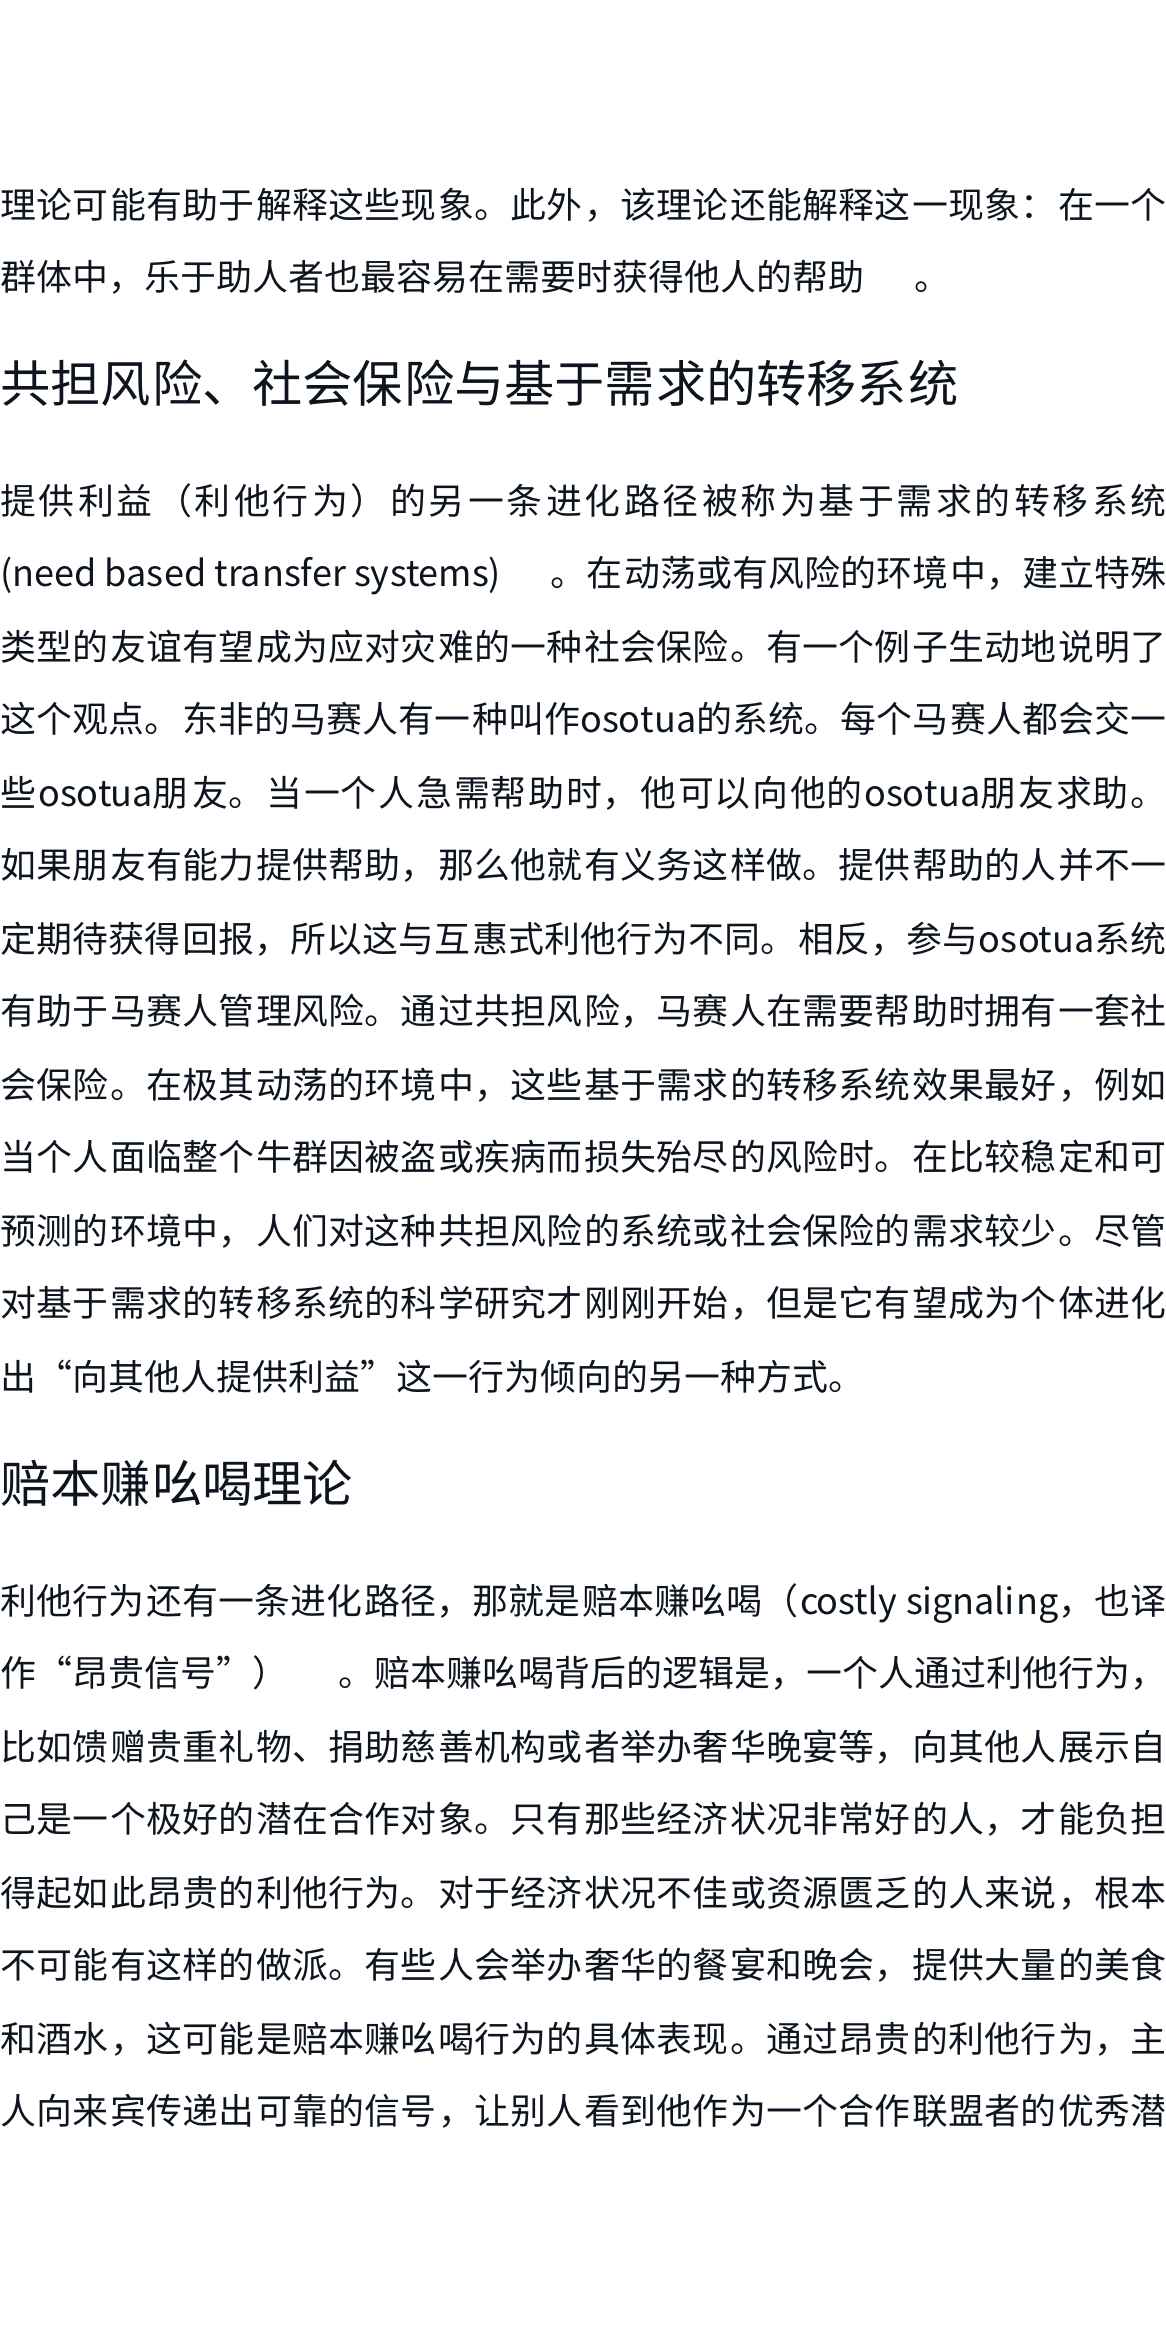 理论可能有助于解释这些现象。此外，该理论还能解释这一现象：在一个
群体中，乐于助人者也最容易在需要时获得他人的帮助 。
共担风险、社会保险与基于需求的转移系统
提供利益（利他行为）的另一条进化路径被称为基于需求的转移系统
(need based transfer systems) 。在动荡或有风险的环境中，建立特殊
类型的友谊有望成为应对灾难的一种社会保险。有一个例子生动地说明了
这个观点。东非的马赛人有一种叫作osotua的系统。每个马赛人都会交一
些osotua朋友。当一个人急需帮助时，他可以向他的osotua朋友求助。
如果朋友有能力提供帮助，那么他就有义务这样做。提供帮助的人并不一
定期待获得回报，所以这与互惠式利他行为不同。相反，参与osotua系统
有助于马赛人管理风险。通过共担风险，马赛人在需要帮助时拥有一套社
会保险。在极其动荡的环境中，这些基于需求的转移系统效果最好，例如
当个人面临整个牛群因被盗或疾病而损失殆尽的风险时。在比较稳定和可
预测的环境中，人们对这种共担风险的系统或社会保险的需求较少。尽管
对基于需求的转移系统的科学研究才刚刚开始，但是它有望成为个体进化
出“向其他人提供利益”这一行为倾向的另一种方式。
赔本赚吆喝理论
利他行为还有一条进化路径，那就是赔本赚吆喝（costly signaling，也译
作“昂贵信号”） 。赔本赚吆喝背后的逻辑是，一个人通过利他行为，
比如馈赠贵重礼物、捐助慈善机构或者举办奢华晚宴等，向其他人展示自
己是一个极好的潜在合作对象。只有那些经济状况非常好的人，才能负担
得起如此昂贵的利他行为。对于经济状况不佳或资源匮乏的人来说，根本
不可能有这样的做派。有些人会举办奢华的餐宴和晚会，提供大量的美食
和酒水，这可能是赔本赚吆喝行为的具体表现。通过昂贵的利他行为，主
人向来宾传递出可靠的信号，让别人看到他作为一个合作联盟者的优秀潜